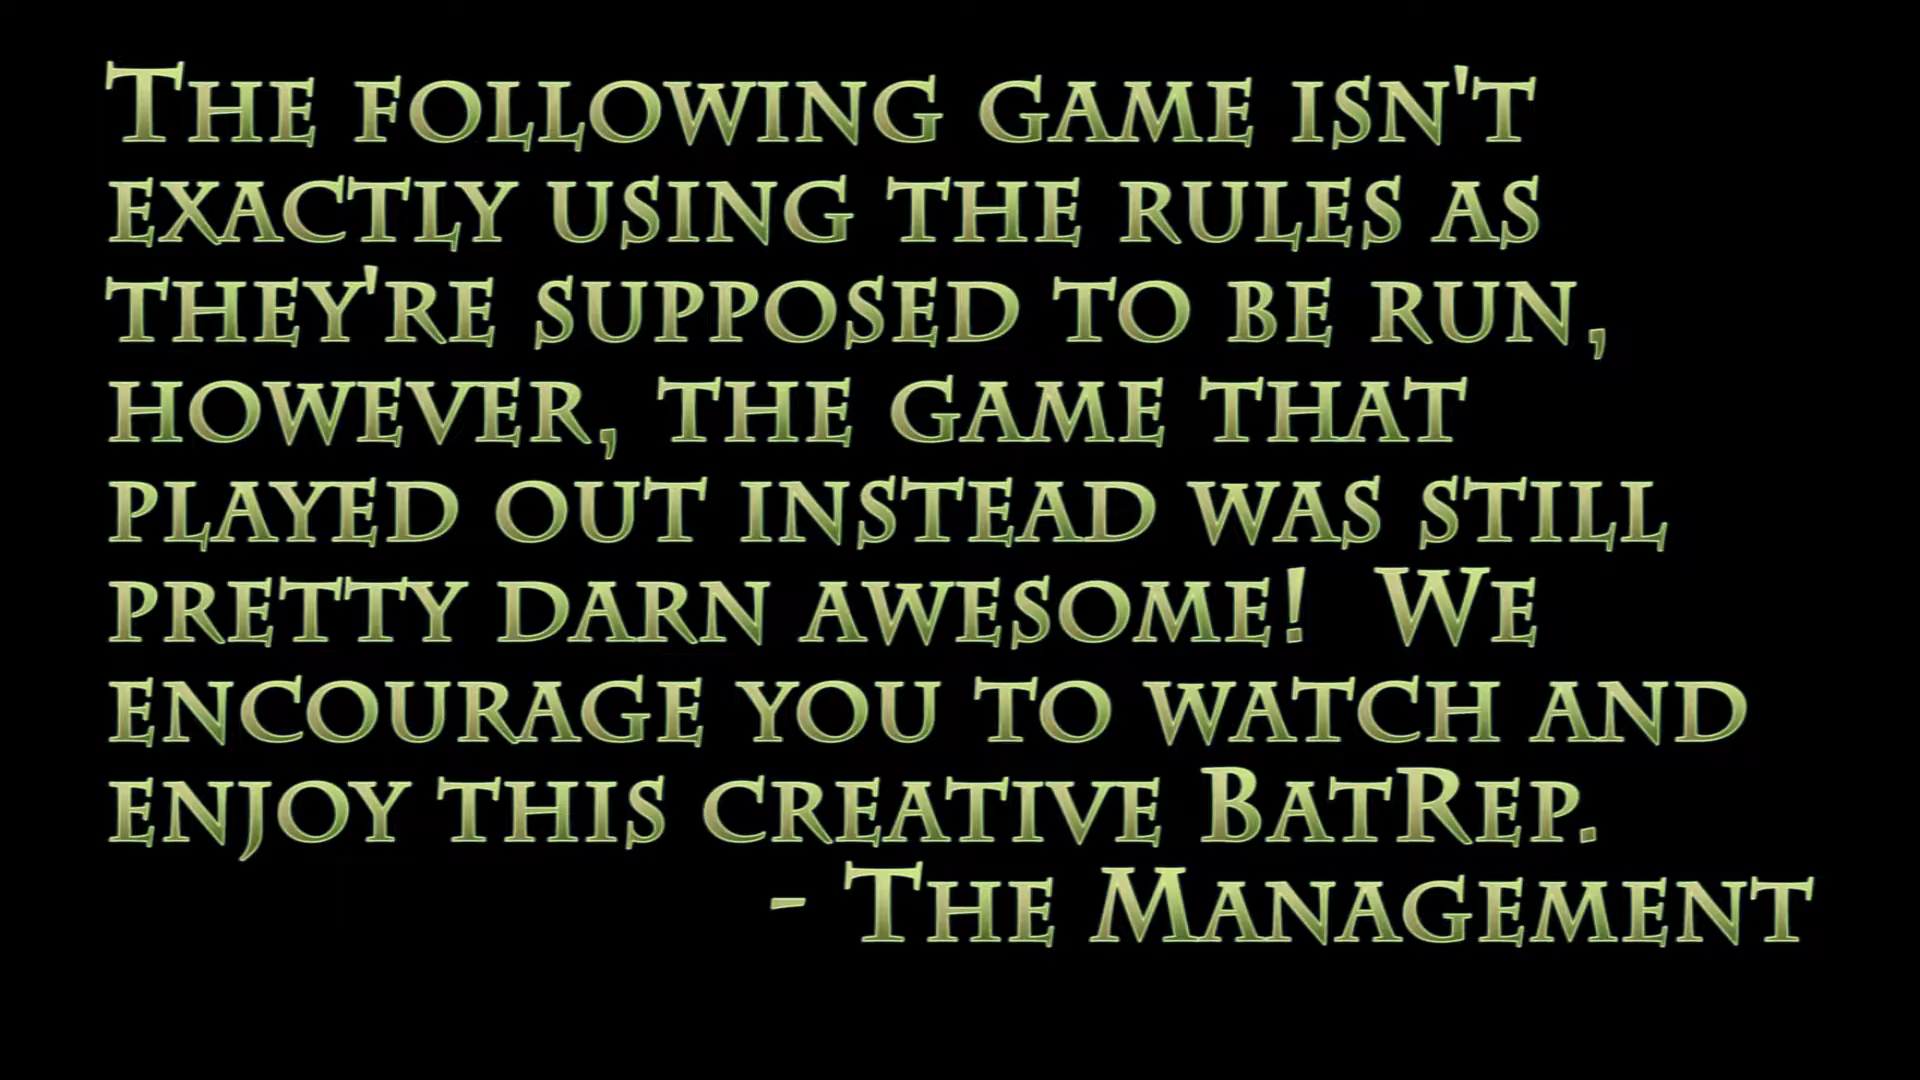 The following game isn't
exactly using the rules as
they're supposed to be run,
however, the game that
played out instead was still
pretty darn awesome!  We
encourage you to watch and
enjoy this creative BatRep.
- The Management